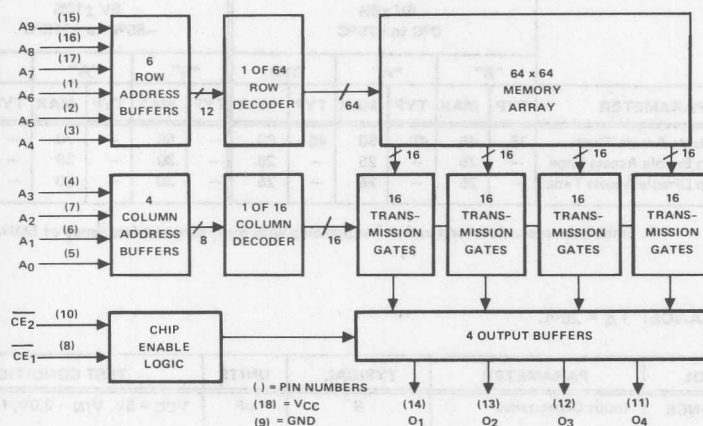 A9 (15)
A8 (16)
A7 (17)
A6 (1)
A5 (2)
A4 (3)
6
ROW
ADDRESS
BUFFERS
12
1 OF 64
ROW
DECODER
64
64 x 64
MEMORY
ARRAY
16
16
16
16
A3 (4)
A2 (7)
A1 (6)
A0 (5)
4
COLUMN
ADDRESS
BUFFERS
8
1 OF 16
COLUMN
DECODER
16
16
TRANS-
MISSION
GATES
16
TRANS-
MISSION
GATES
16
TRANS-
MISSION
GATES
16
TRANS-
MISSION
GATES
CE2 (10)
CE1 (8)
CHIP
ENABLE
LOGIC
4 OUTPUT BUFFERS
( ) = PIN NUMBERS
(18) = VCC
(9) = GND
(14) (13) (12) (11)
O1 O2 O3 O4